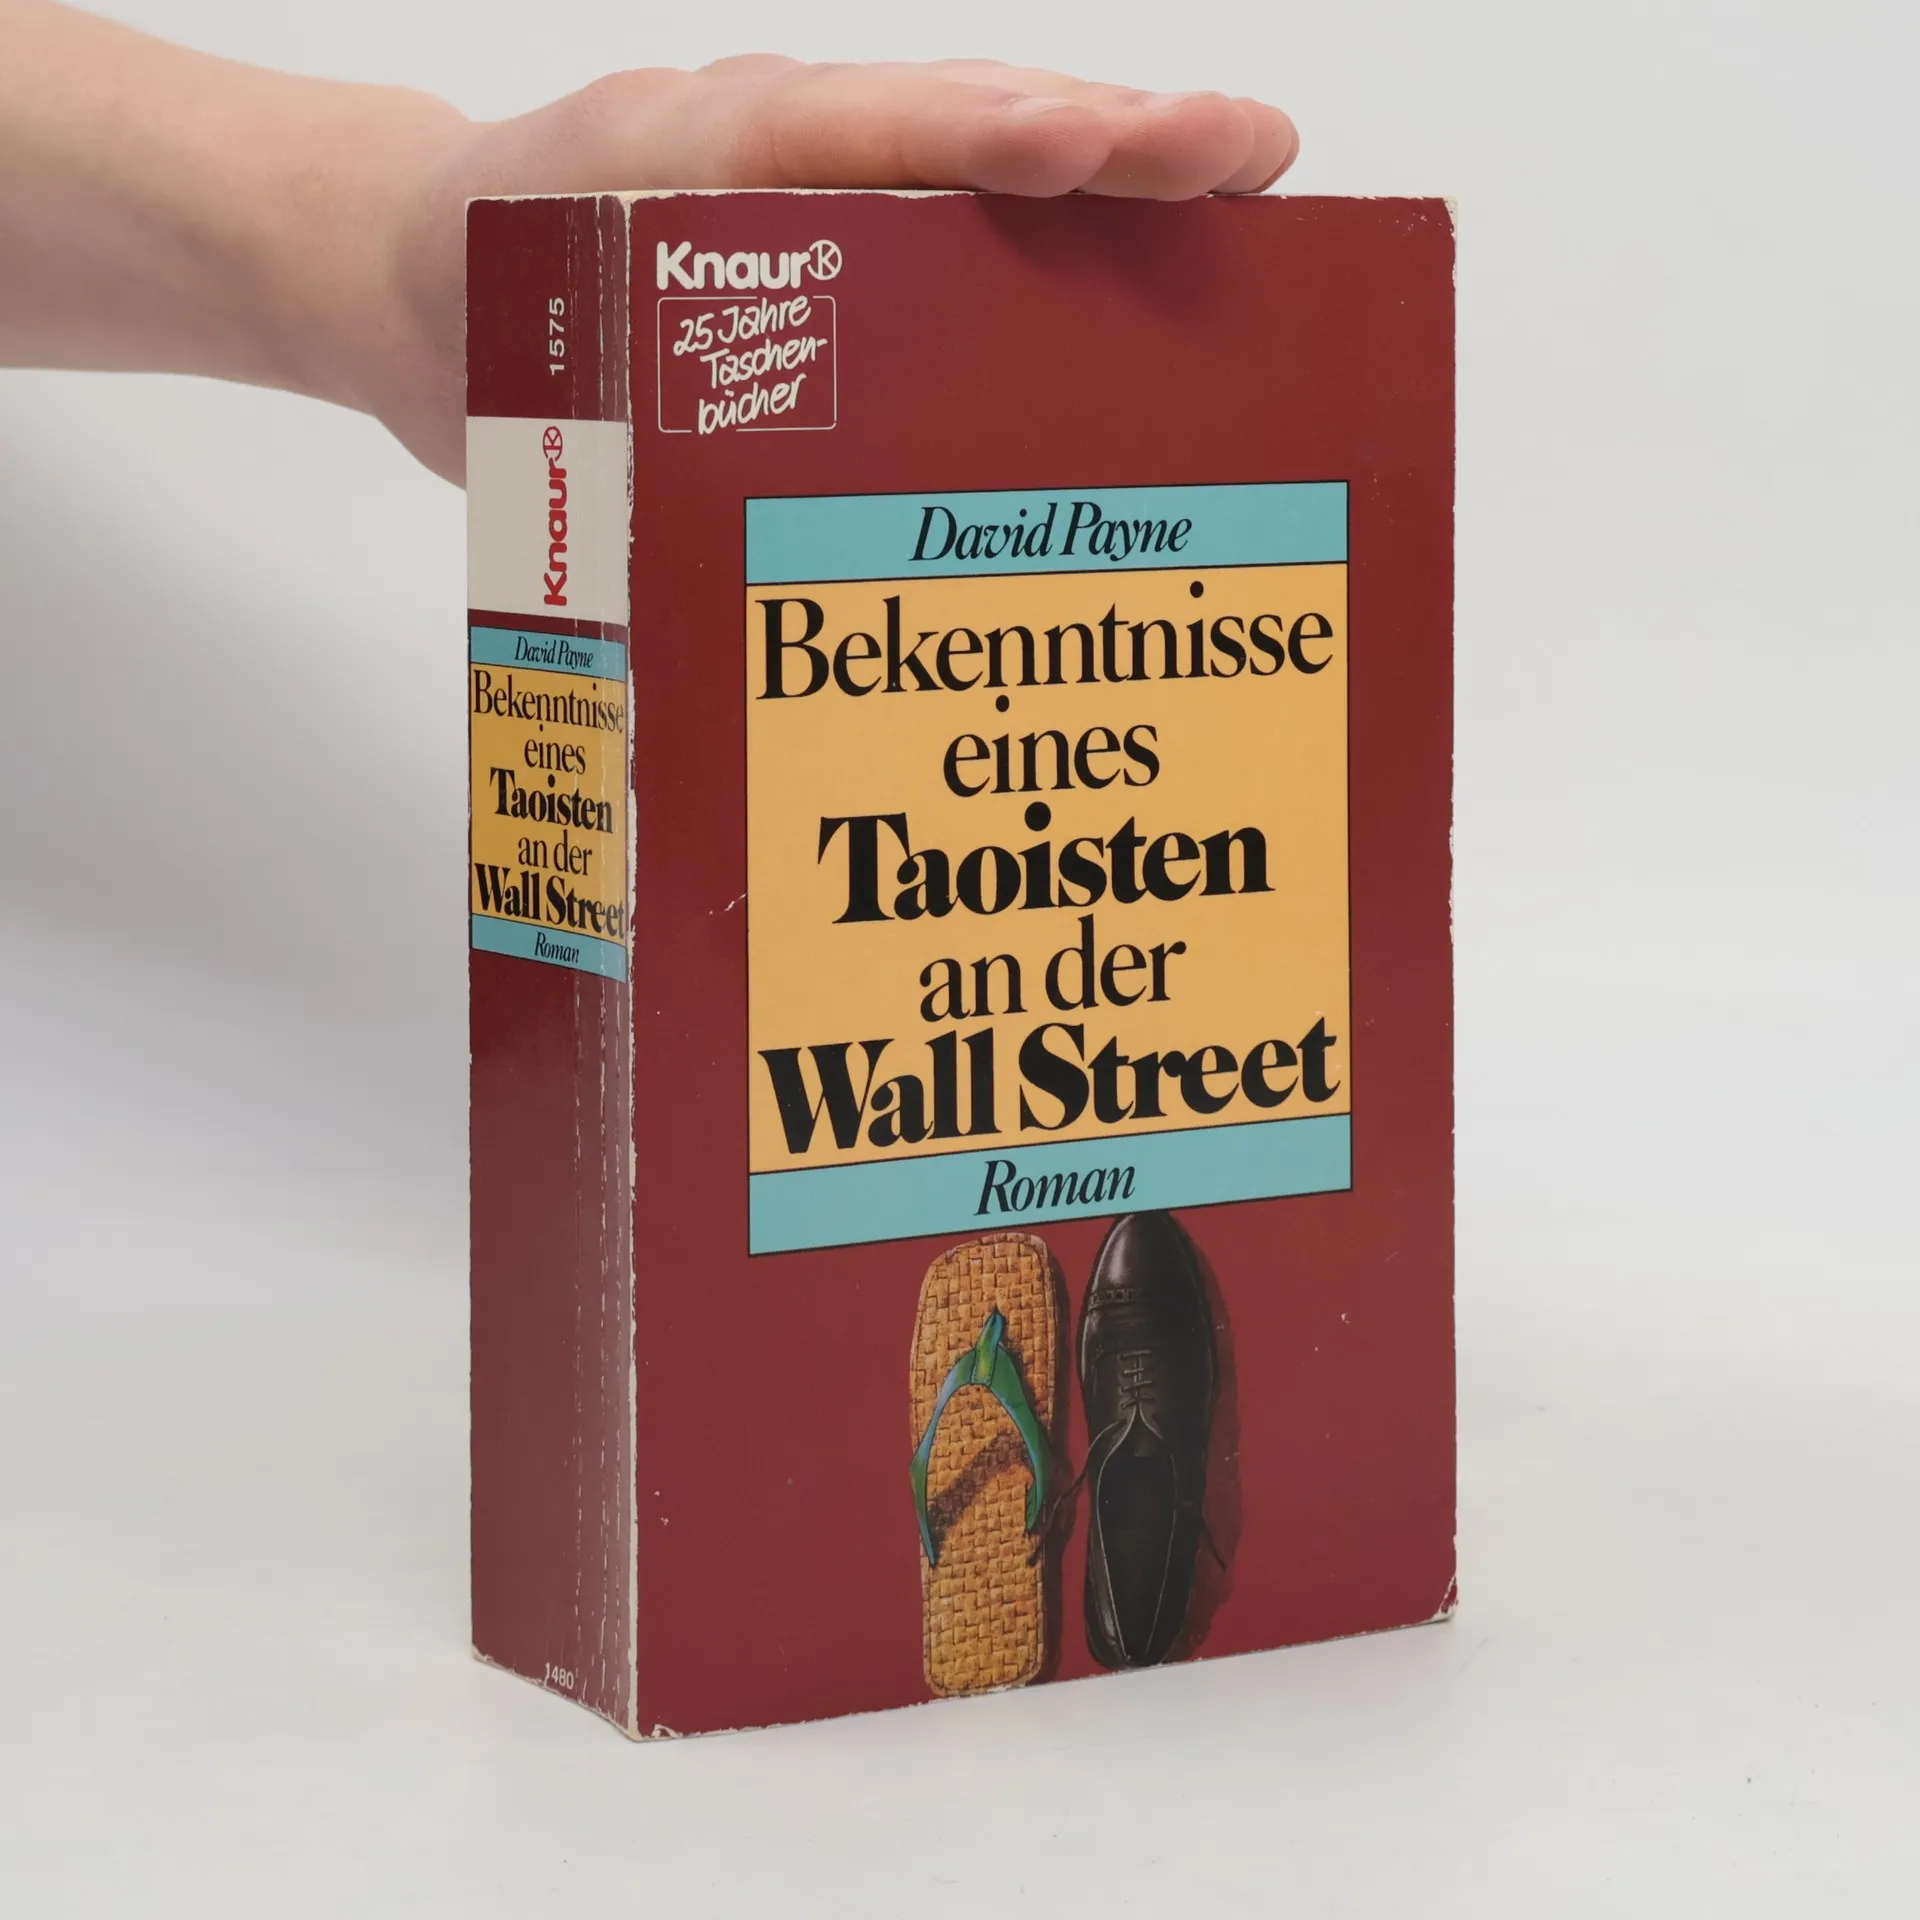 Knaur
25 Jahre
Taschen-
bücher
David Payne
Bekenntnisse
eines
Taoisten
an der
Wall Street
Roman
1575
Knaur
David Payne
Bekenntnisse
eines
Taoisten
an der
Wall Street
Roman
1480